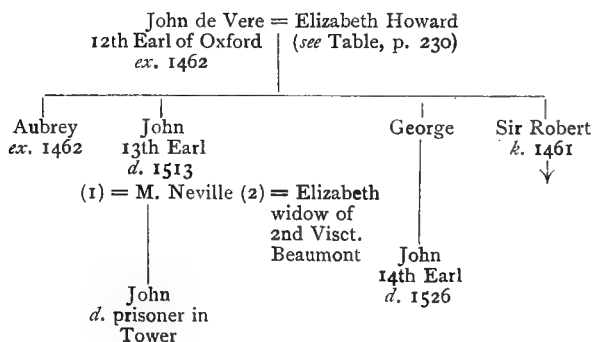 John de Vere = Elizabeth Howard
12th Earl of Oxford (see Table, p. 230)
ex. 1462
Aubrey John George Sir Robert
ex. 1462 13th Earl k. 1461
d. 1513
(1) = M. Neville (2) = Elizabeth
widow of
2nd Visct.
Beaumont
John
14th Earl
d. 1526
John
d. prisoner in
Tower